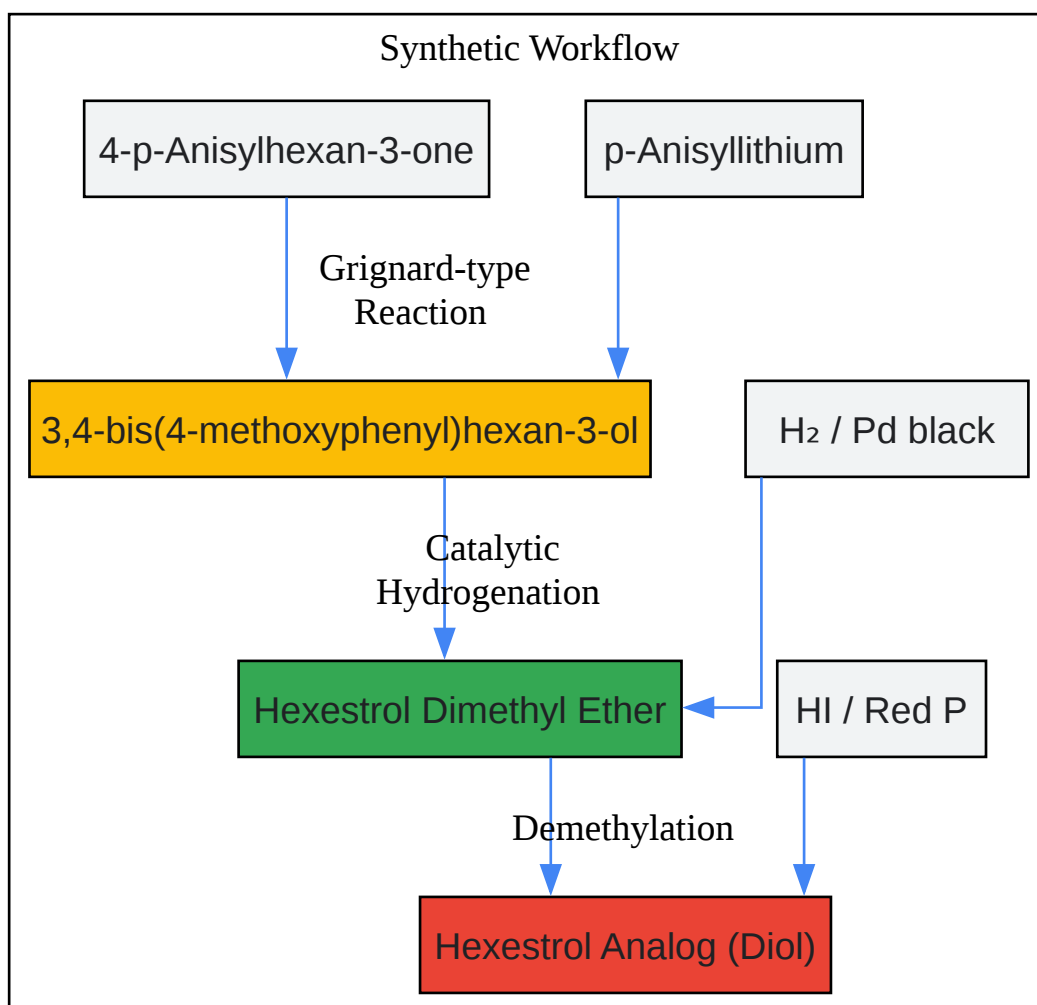 Synthetic Workflow
4-p-Anisylhexan-3-one
p-Anisyllithium
Grignard-type
Reaction
3,4-bis(4-methoxyphenyl)hexan-3-ol
H₂ / Pd black
Catalytic
Hydrogenation
Hexestrol Dimethyl Ether
HI / Red P
Demethylation
Hexestrol Analog (Diol)